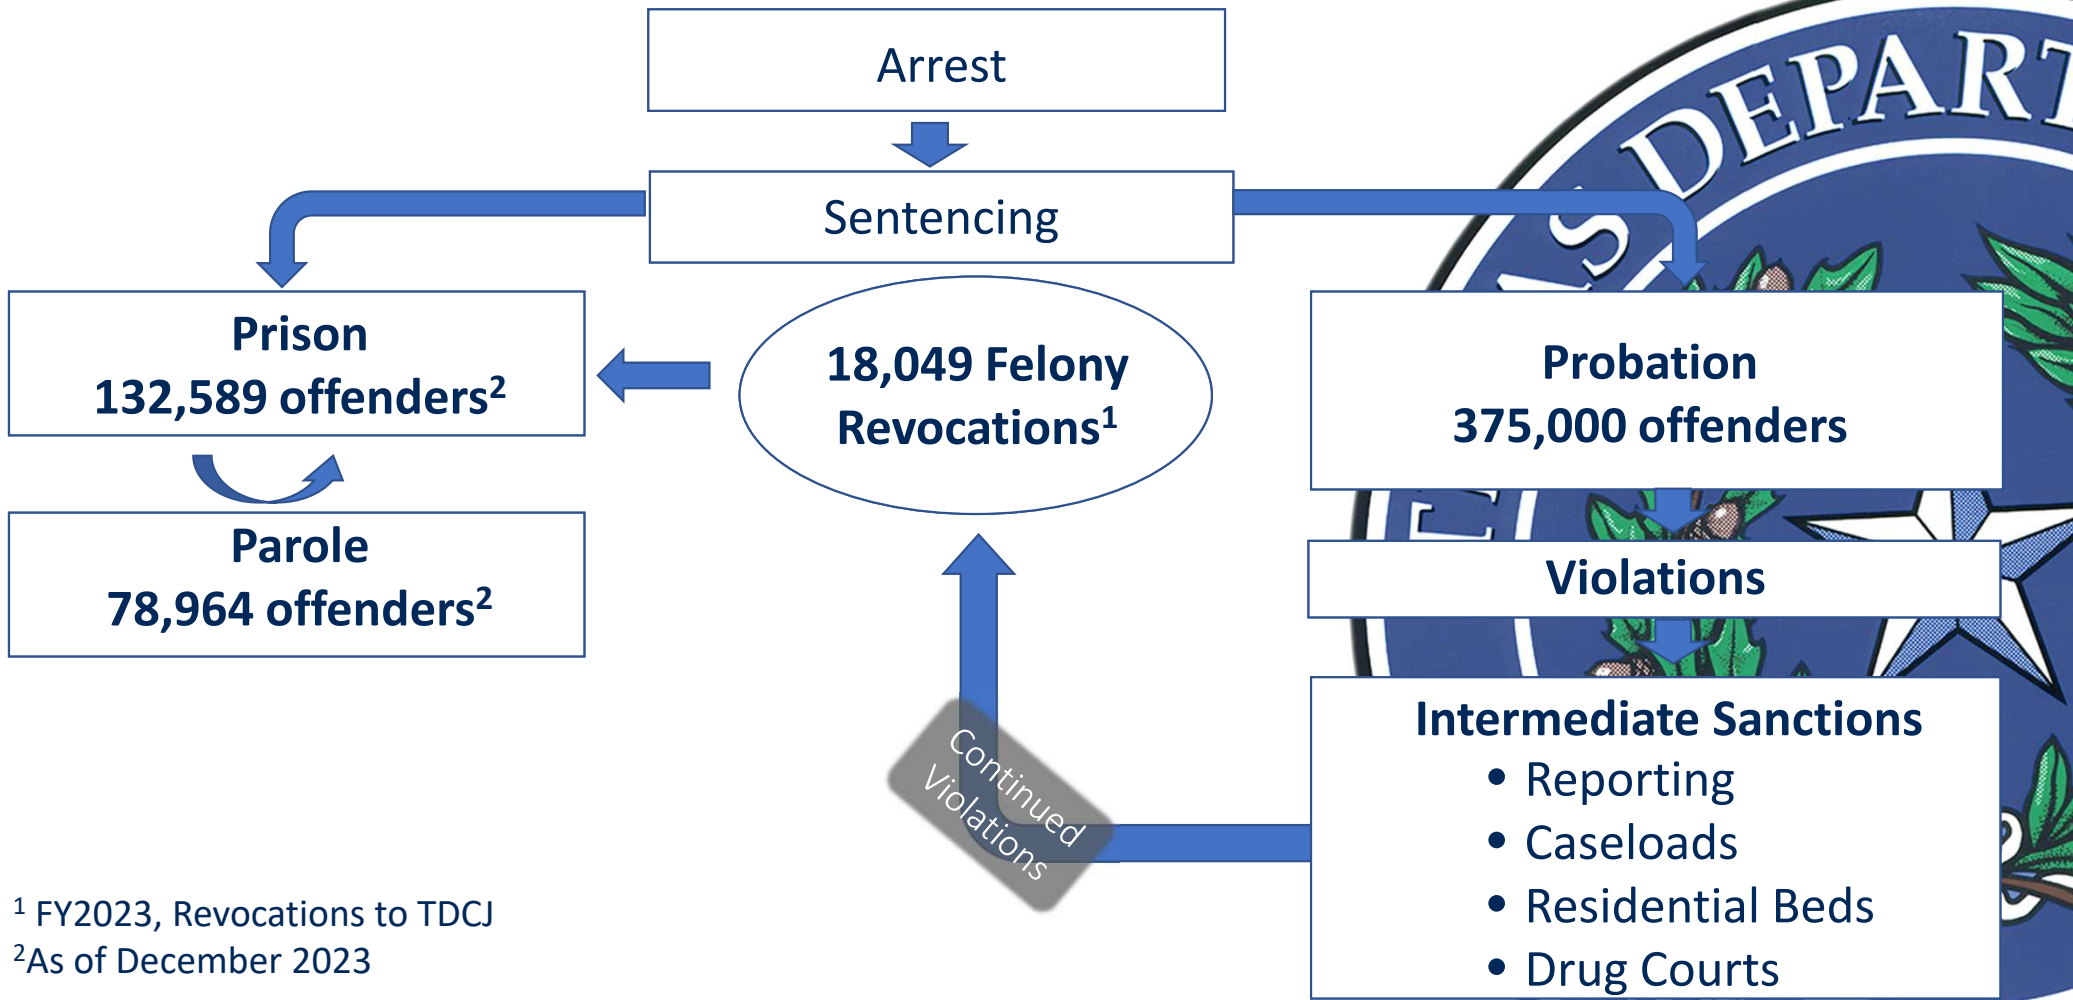 Arrest
Sentencing
Prison
132,589 offenders²
18,049 Felony
Revocations¹
Probation
375,000 offenders
Parole
78,964 offenders²
Violations
Intermediate Sanctions
• Reporting
• Caseloads
• Residential Beds
• Drug Courts
Continued
Violations
¹ FY2023, Revocations to TDCJ
²As of December 2023